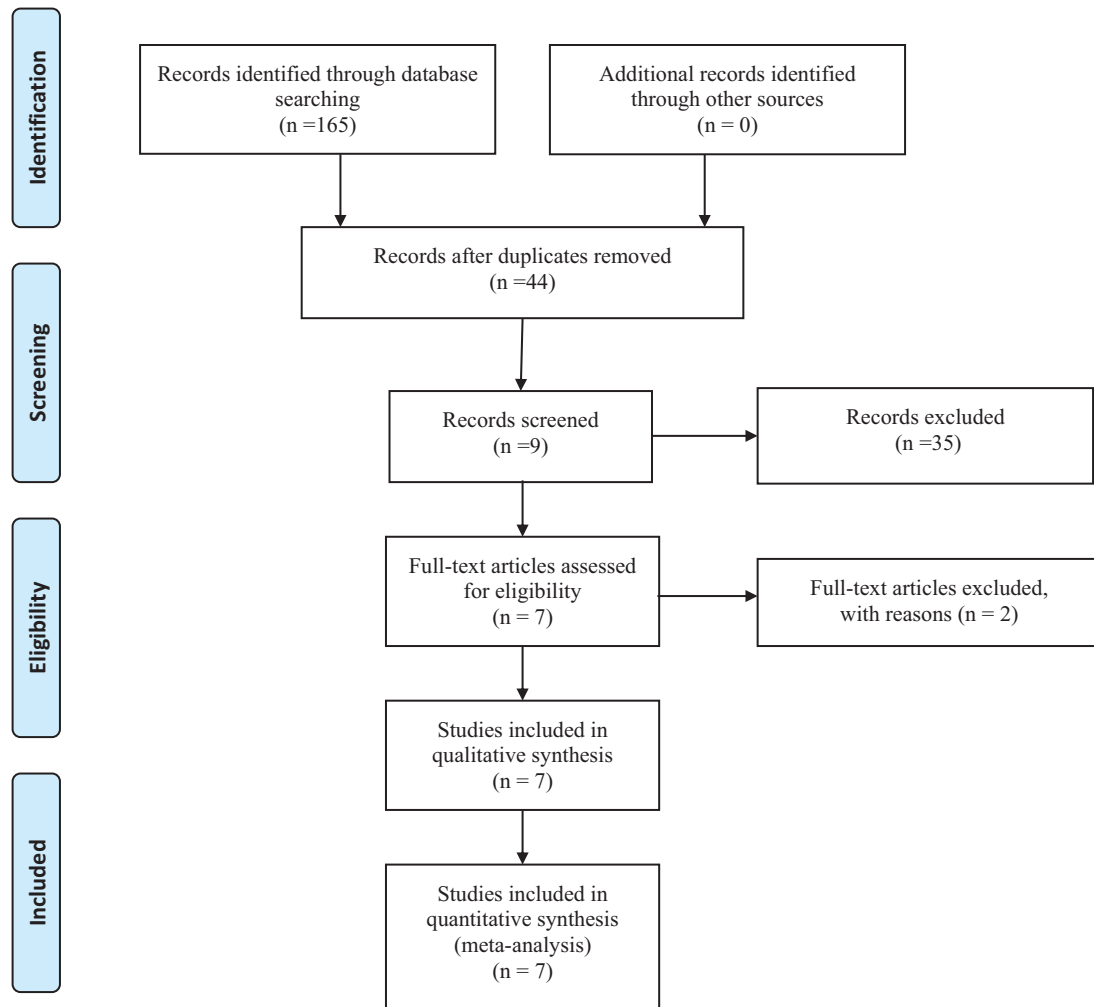 Identification
Records identified through database
searching
(n =165)
Additional records identified
through other sources
(n = 0)
Records after duplicates removed
(n =44)
Screening
Records screened
(n =9)
Records excluded
(n =35)
Eligibility
Full-text articles assessed
for eligibility
(n = 7)
Full-text articles excluded,
with reasons (n = 2)
Studies included in
qualitative synthesis
(n = 7)
Included
Studies included in
quantitative synthesis
(meta-analysis)
(n = 7)